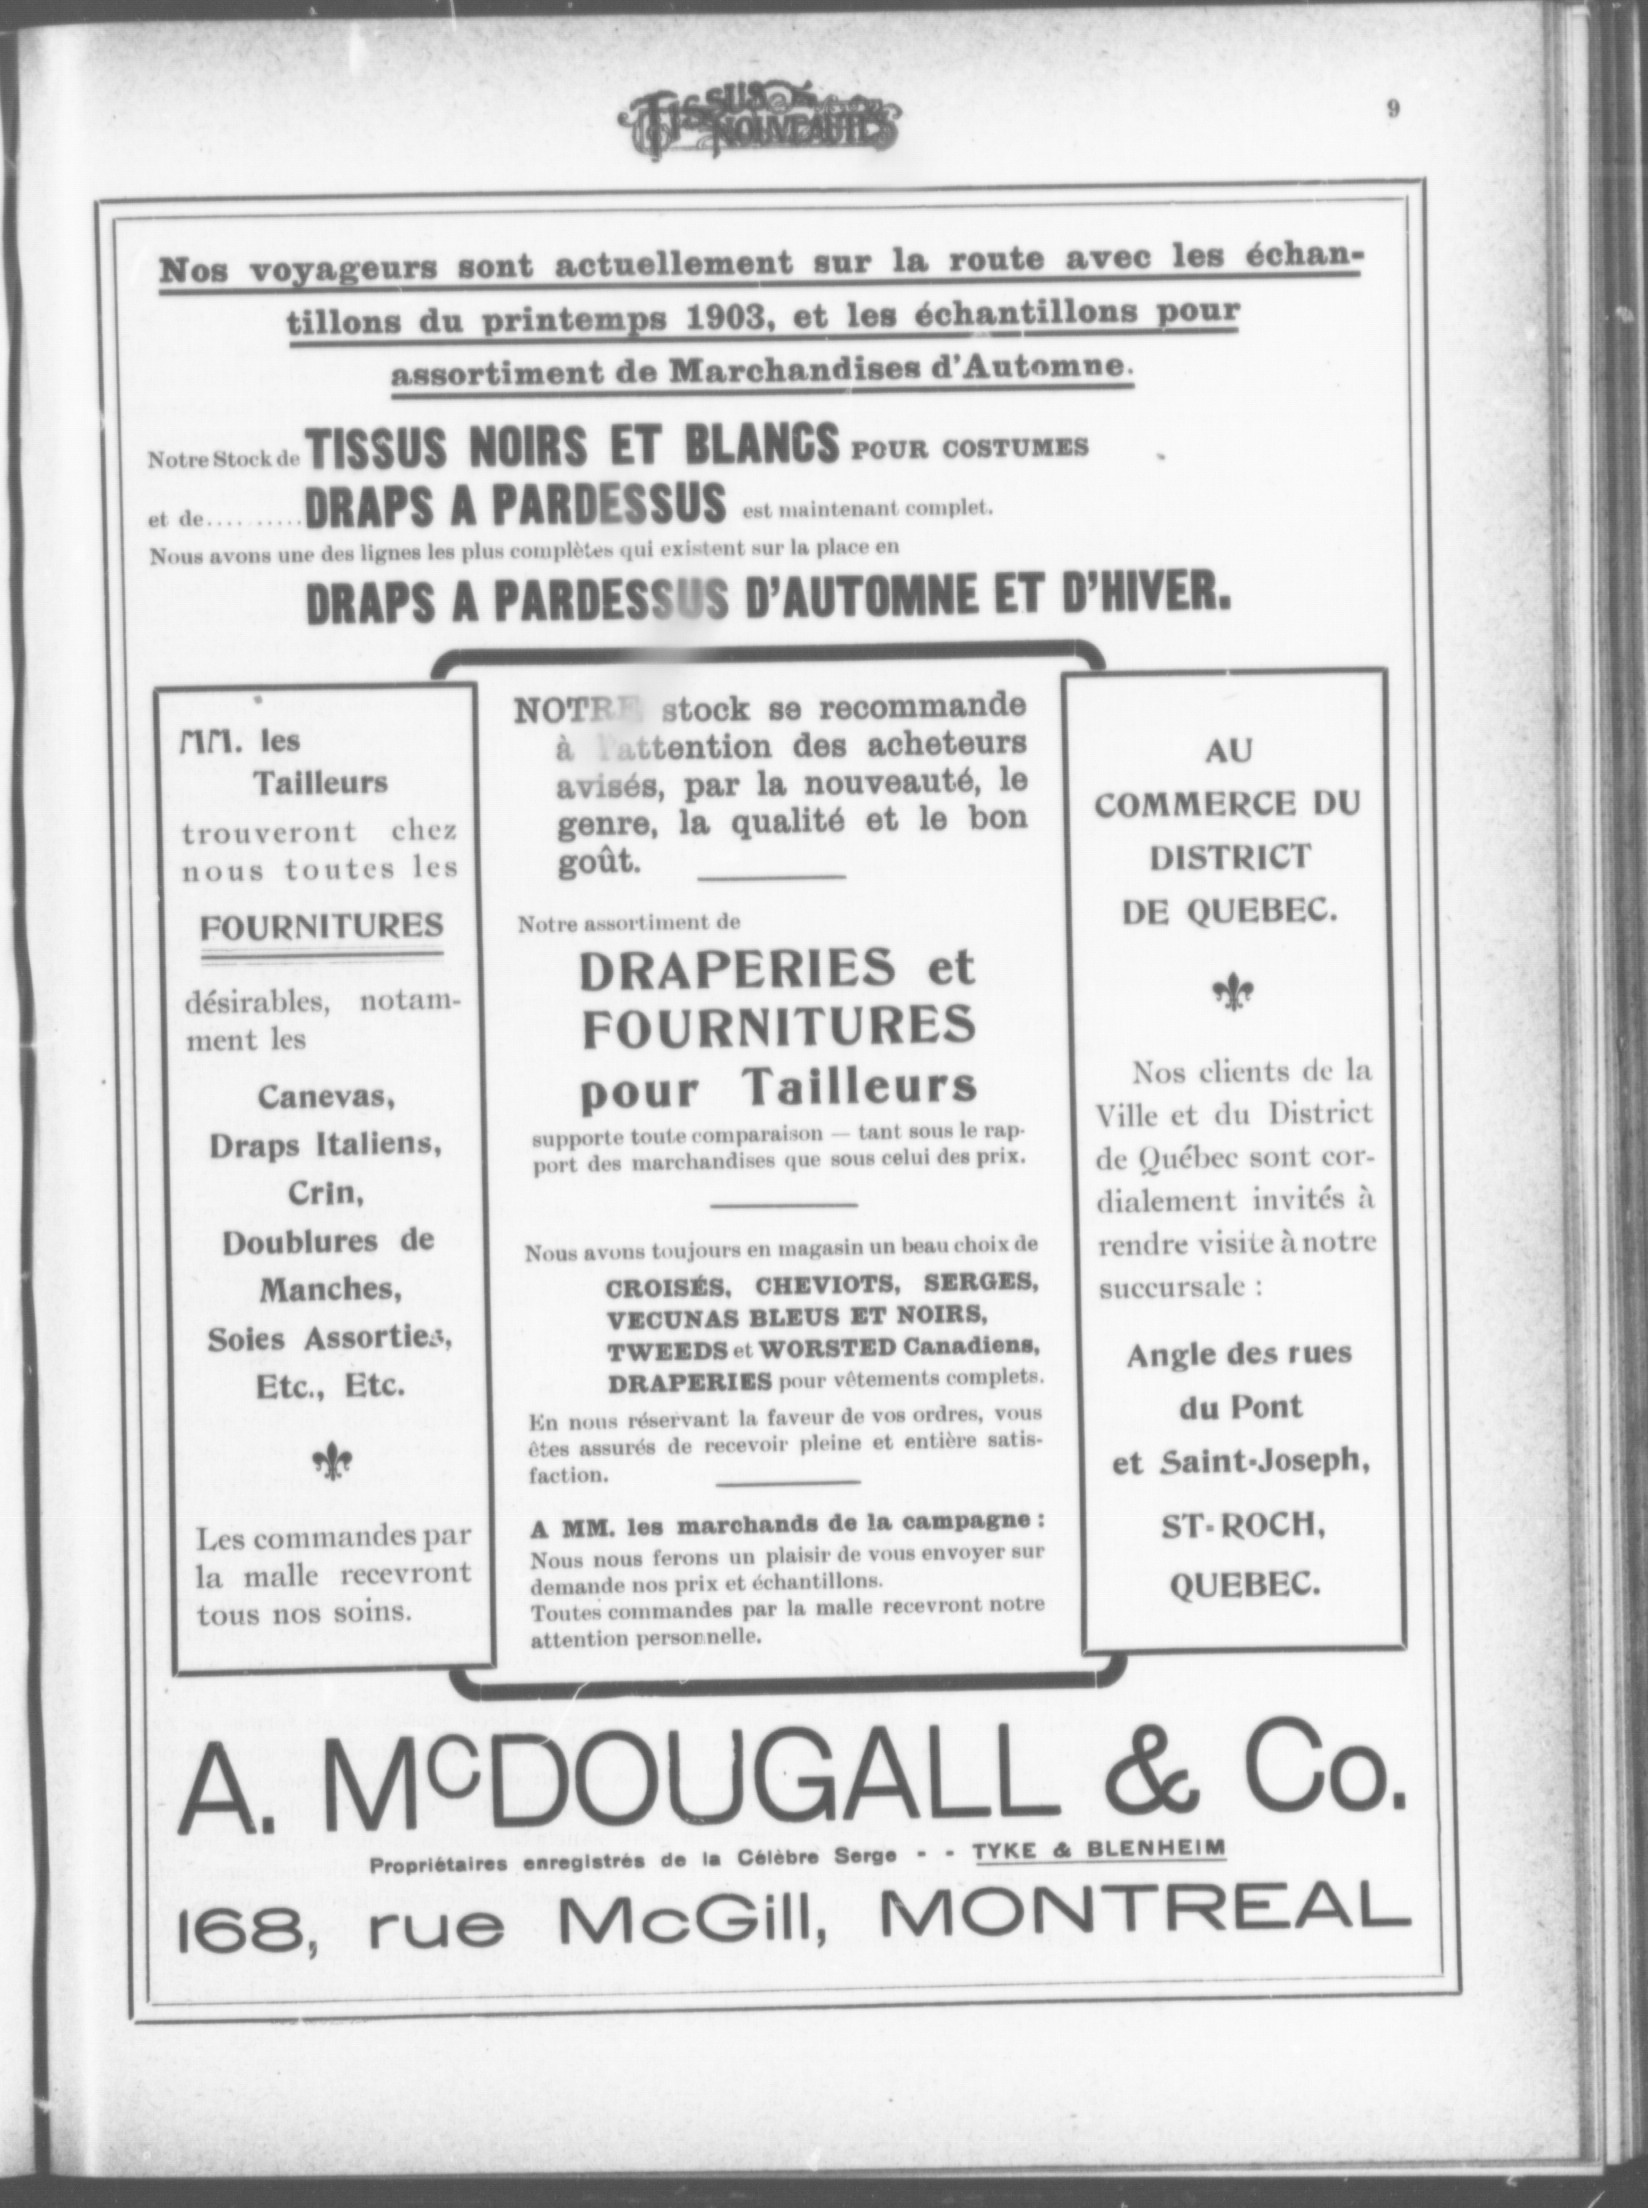 TISSUS
NOUVEAUTÉS
9
Nos voyageurs sont actuellement sur la route avec les échan-
tillons du printemps 1903, et les échantillons pour
assortiment de Marchandises d'Automne.
Notre Stock de TISSUS NOIRS ET BLANCS POUR COSTUMES
et de.......... DRAPS A PARDESSUS est maintenant complet.
Nous avons une des lignes les plus complètes qui existent sur la place en
DRAPS A PARDESSUS D'AUTOMNE ET D'HIVER.
MM. les
Tailleurs
trouveront chez
nous toutes les
FOURNITURES
désirables, notam-
ment les
Canevas,
Draps Italiens,
Crin,
Doublures de
Manches,
Soies Assorties,
Etc., Etc.
Les commandes par
la malle recevront
tous nos soins.
NOTRE stock se recommande
à l'attention des acheteurs
avisés, par la nouveauté, le
genre, la qualité et le bon
goût.
Notre assortiment de
DRAPERIES et
FOURNITURES
pour Tailleurs
supporte toute comparaison — tant sous le rap-
port des marchandises que sous celui des prix.
Nous avons toujours en magasin un beau choix de
CROISÉS, CHEVIOTS, SERGES,
VECUNAS BLEUS ET NOIRS,
TWEEDS et WORSTED Canadiens,
DRAPERIES pour vêtements complets.
En nous réservant la faveur de vos ordres, vous
êtes assurés de recevoir pleine et entière satis-
faction.
A MM. les marchands de la campagne :
Nous nous ferons un plaisir de vous envoyer sur
demande nos prix et échantillons.
Toutes commandes par la malle recevront notre
attention personnelle.
AU
COMMERCE DU
DISTRICT
DE QUEBEC.
Nos clients de la
Ville et du District
de Québec sont cor-
dialement invités à
rendre visite à notre
succursale :
Angle des rues
du Pont
et Saint-Joseph,
ST-ROCH,
QUEBEC.
A. McDOUGALL & Co.
Propriétaires enregistrés de la Célèbre Serge - - TYKE & BLENHEIM
168, rue McGill, MONTREAL